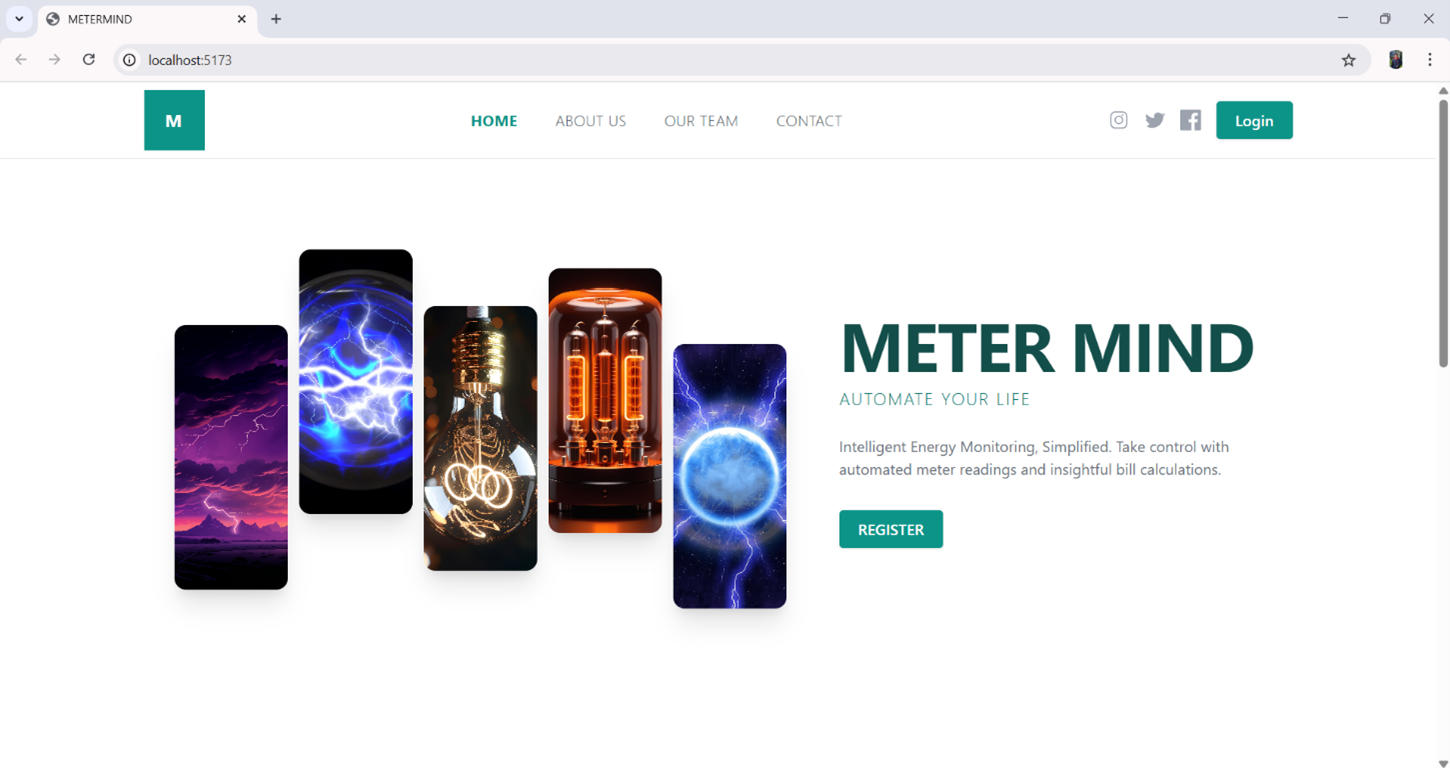 METERMIND
localhost:5173
M
HOME ABOUT US OUR TEAM CONTACT
Login
METER MIND
AUTOMATE YOUR LIFE
Intelligent Energy Monitoring, Simplified. Take control with
automated meter readings and insightful bill calculations.
REGISTER